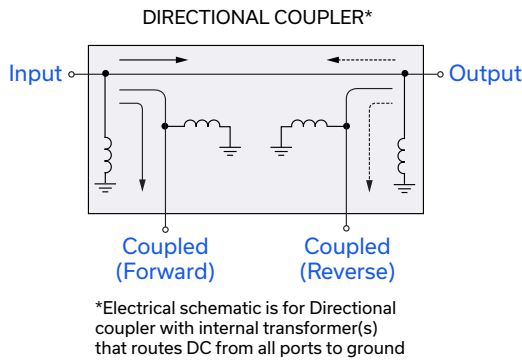 DIRECTIONAL COUPLER*
Input
Output
Coupled
(Forward)
Coupled
(Reverse)
*Electrical schematic is for Directional
coupler with internal transformer(s)
that routes DC from all ports to ground